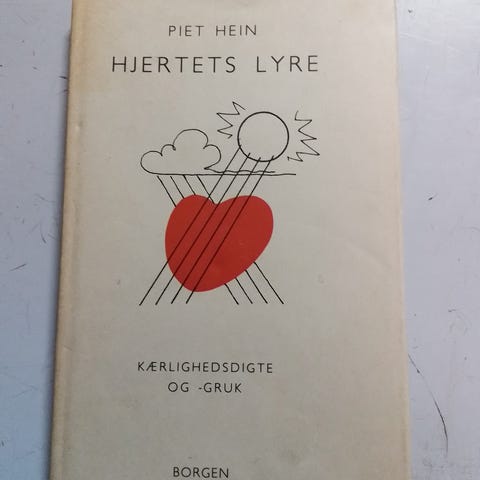 PIET HEIN
HJERTETS LYRE
KÆRLIGHEDSDIGTE
OG -GRUK
BORGEN